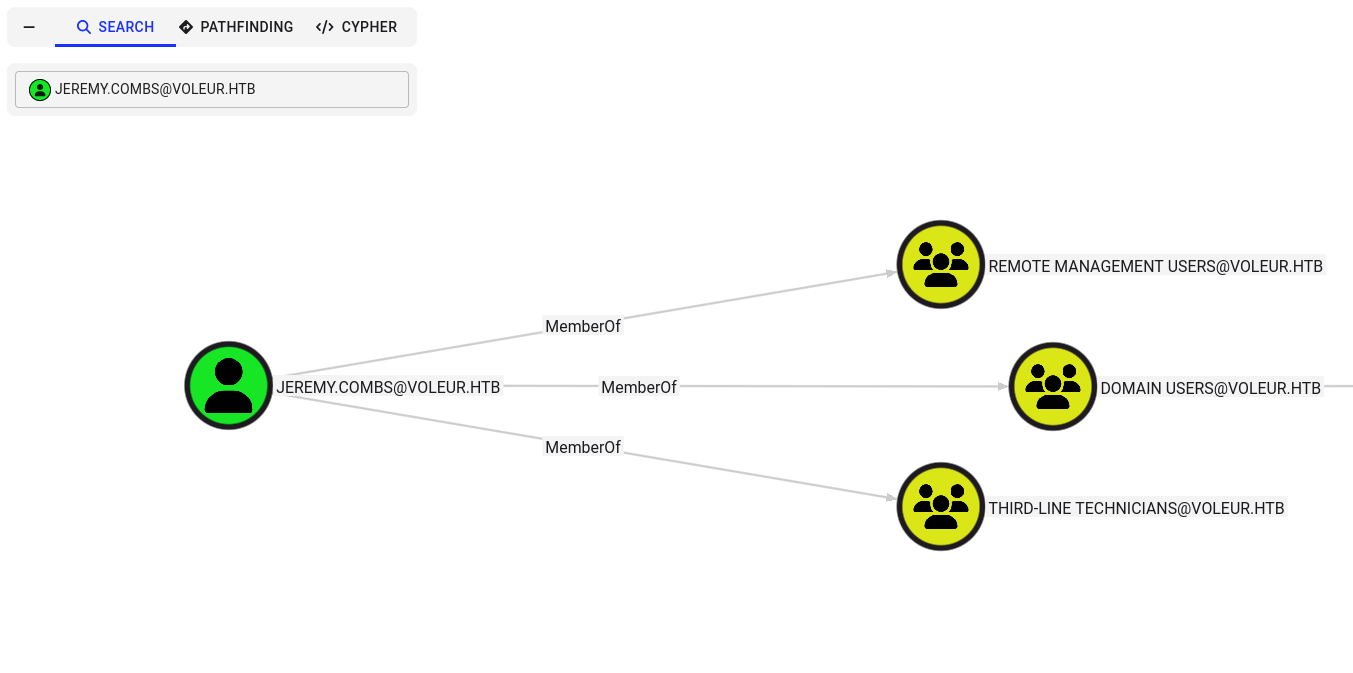 SEARCH PATHFINDING </> CYPHER
JEREMY.COMBS@VOLEUR.HTB
REMOTE MANAGEMENT USERS@VOLEUR.HTB
MemberOf
JEREMY.COMBS@VOLEUR.HTB
MemberOf
DOMAIN USERS@VOLEUR.HTB
MemberOf
THIRD-LINE TECHNICIANS@VOLEUR.HTB